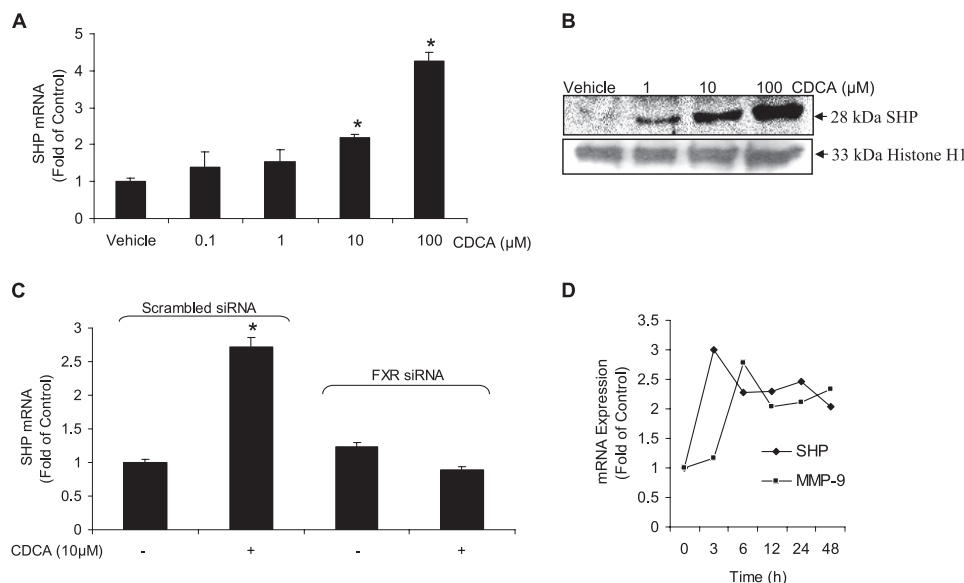 A
SHP mRNA
(Fold of Control)
5
4
3
2
1
0
*
*
Vehicle 0.1 1 10 100 CDCA (µM)
B
Vehicle 1 10 100 CDCA (µM)
28 kDa SHP
33 kDa Histone H1
C
Scrambled siRNA
FXR siRNA
*
SHP mRNA
(Fold of Control)
3
2.5
2
1.5
1
0.5
0
CDCA (10µM) - + - +
D
mRNA Expression
(Fold of Control)
3.5
3
2.5
2
1.5
1
0.5
0
SHP
MMP-9
0 3 6 12 24 48
Time (h)